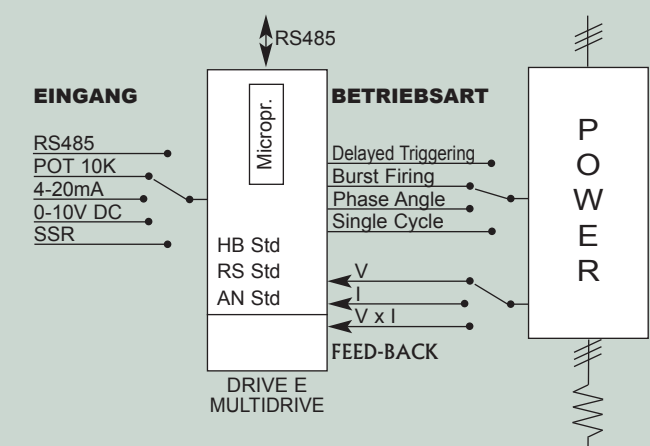 RS485
EINGANG
RS485
POT 10K
4-20mA
0-10V DC
SSR
Micropr.
HB Std
RS Std
AN Std
DRIVE E
MULTIDRIVE
BETRIEBSART
Delayed Triggering
Burst Firing
Phase Angle
Single Cycle
V
I
V x I
FEED-BACK
P
O
W
E
R